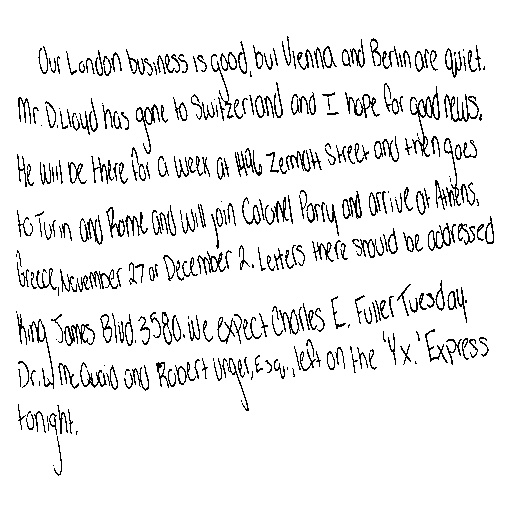 Our London business is good, but Vienna and Berlin are quiet.
Mr. D. Lloyd has gone to Switzerland and I hope for good news.
He will be there for a week at 1496 Zermott Street and then goes
to Turin and Rome and will join Colonel Parry and arrive at Athens,
Greece, November 27 or December 2. Letters there should be addressed
King James Blvd. 3580. We expect Charles E. Fuller Tuesday.
Dr. L McQuaid and Robert Unger, Esq., left on the 'Y X.' Express
tonight.